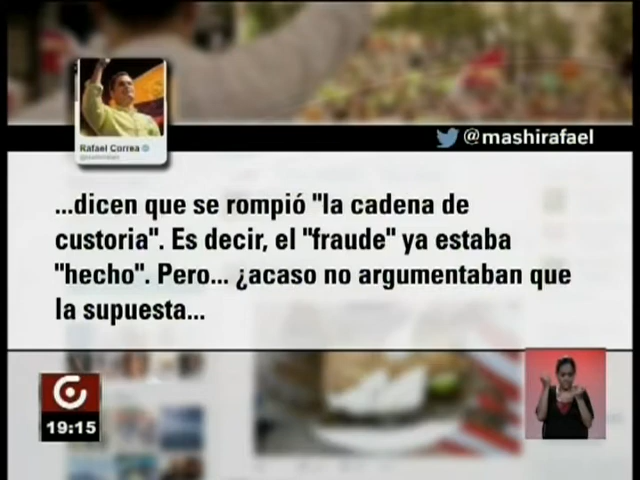 Rafael Correa
@mashirafael
...dicen que se rompió "la cadena de
custoria". Es decir, el "fraude" ya estaba
"hecho". Pero... ¿acaso no argumentaban que
la supuesta...
19:15